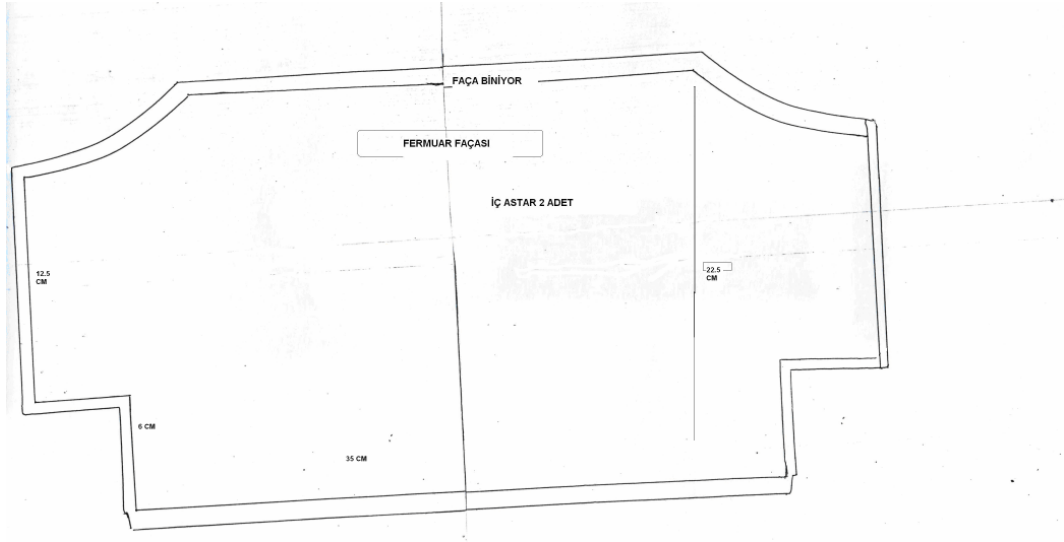 FAÇA BİNİYOR
FERMUAR FAÇASI
İÇ ASTAR 2 ADET
12.5
CM
22.5
CM
6 CM
35 CM